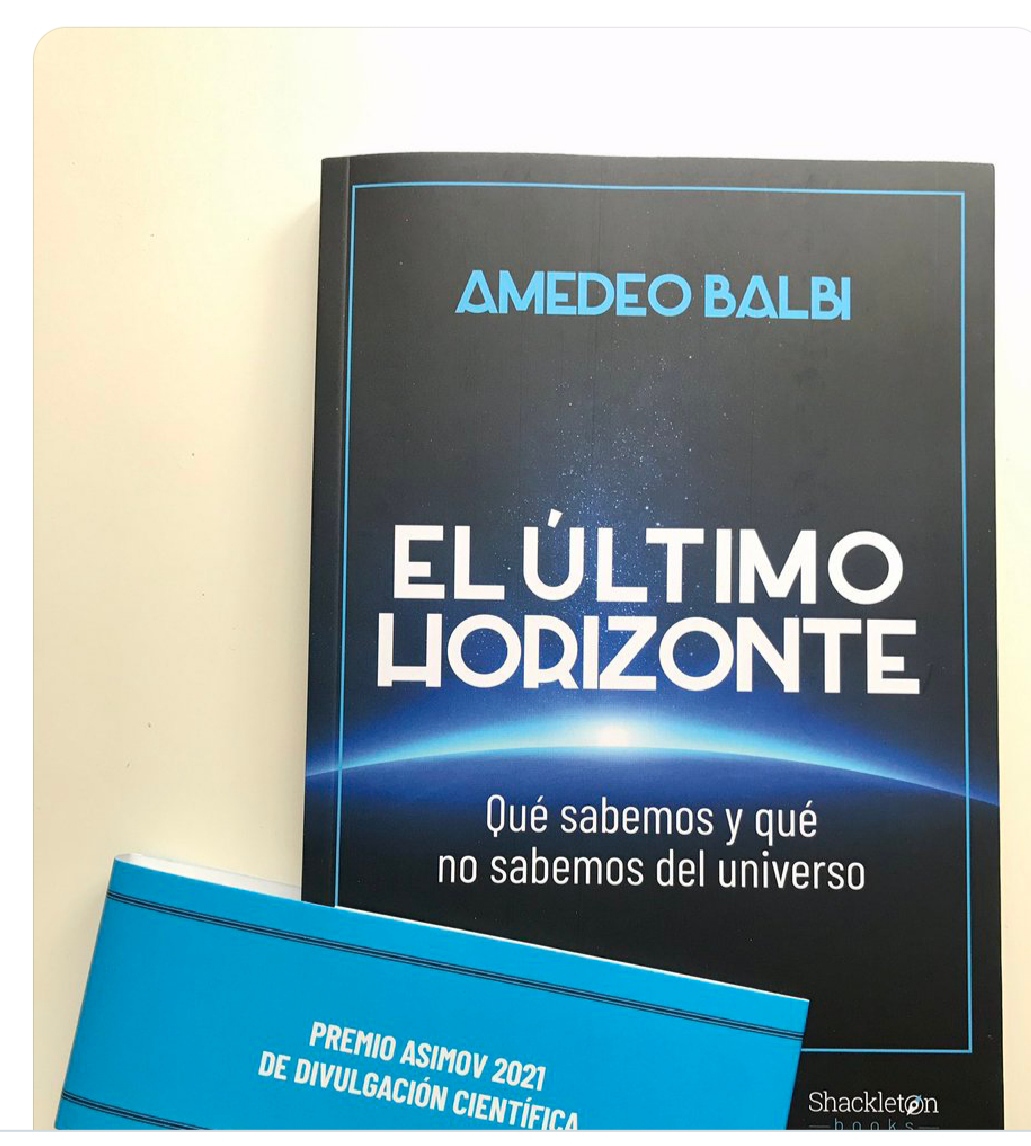 AMEDEO BALBI
EL ÚLTIMO
HORIZONTE
Qué sabemos y qué
no sabemos del universo
PREMIO ASIMOV 2021
DE DIVULGACIÓN CIENTÍFICA
Shackleton
books